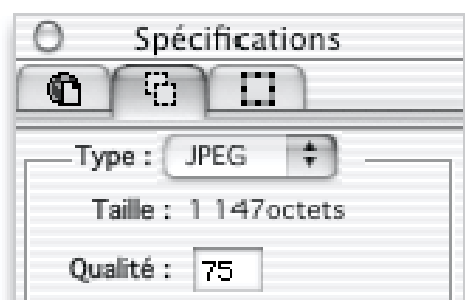 Spécifications
Type : JPEG
Taille : 1 147octets
Qualité : 75